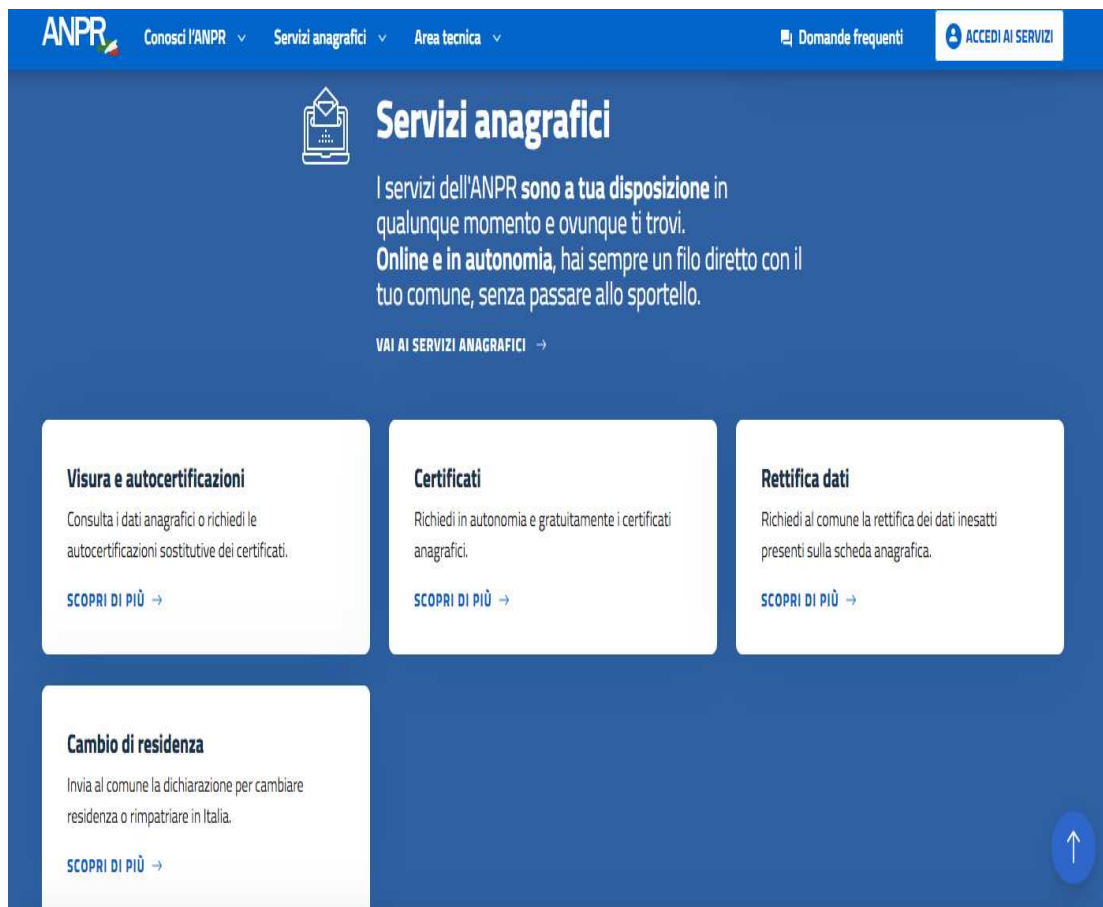 ANPR
Conosci l'ANPR
Servizi anagrafici
Area tecnica
Domande frequenti
ACCEDI AI SERVIZI
Servizi anagrafici
I servizi dell'ANPR sono a tua disposizione in
qualunque momento e ovunque ti trovi.
Online e in autonomia, hai sempre un filo diretto con il
tuo comune, senza passare allo sportello.
VAI AI SERVIZI ANAGRAFICI →
Visura e autocertificazioni
Consulta i dati anagrafici o richiedi le
autocertificazioni sostitutive dei certificati.
SCOPRI DI PIÙ →
Certificati
Richiedi in autonomia e gratuitamente i certificati
anagrafici.
SCOPRI DI PIÙ →
Rettifica dati
Richiedi al comune la rettifica dei dati inesatti
presenti sulla scheda anagrafica.
SCOPRI DI PIÙ →
Cambio di residenza
Invia al comune la dichiarazione per cambiare
residenza o rimpatriare in Italia.
SCOPRI DI PIÙ →